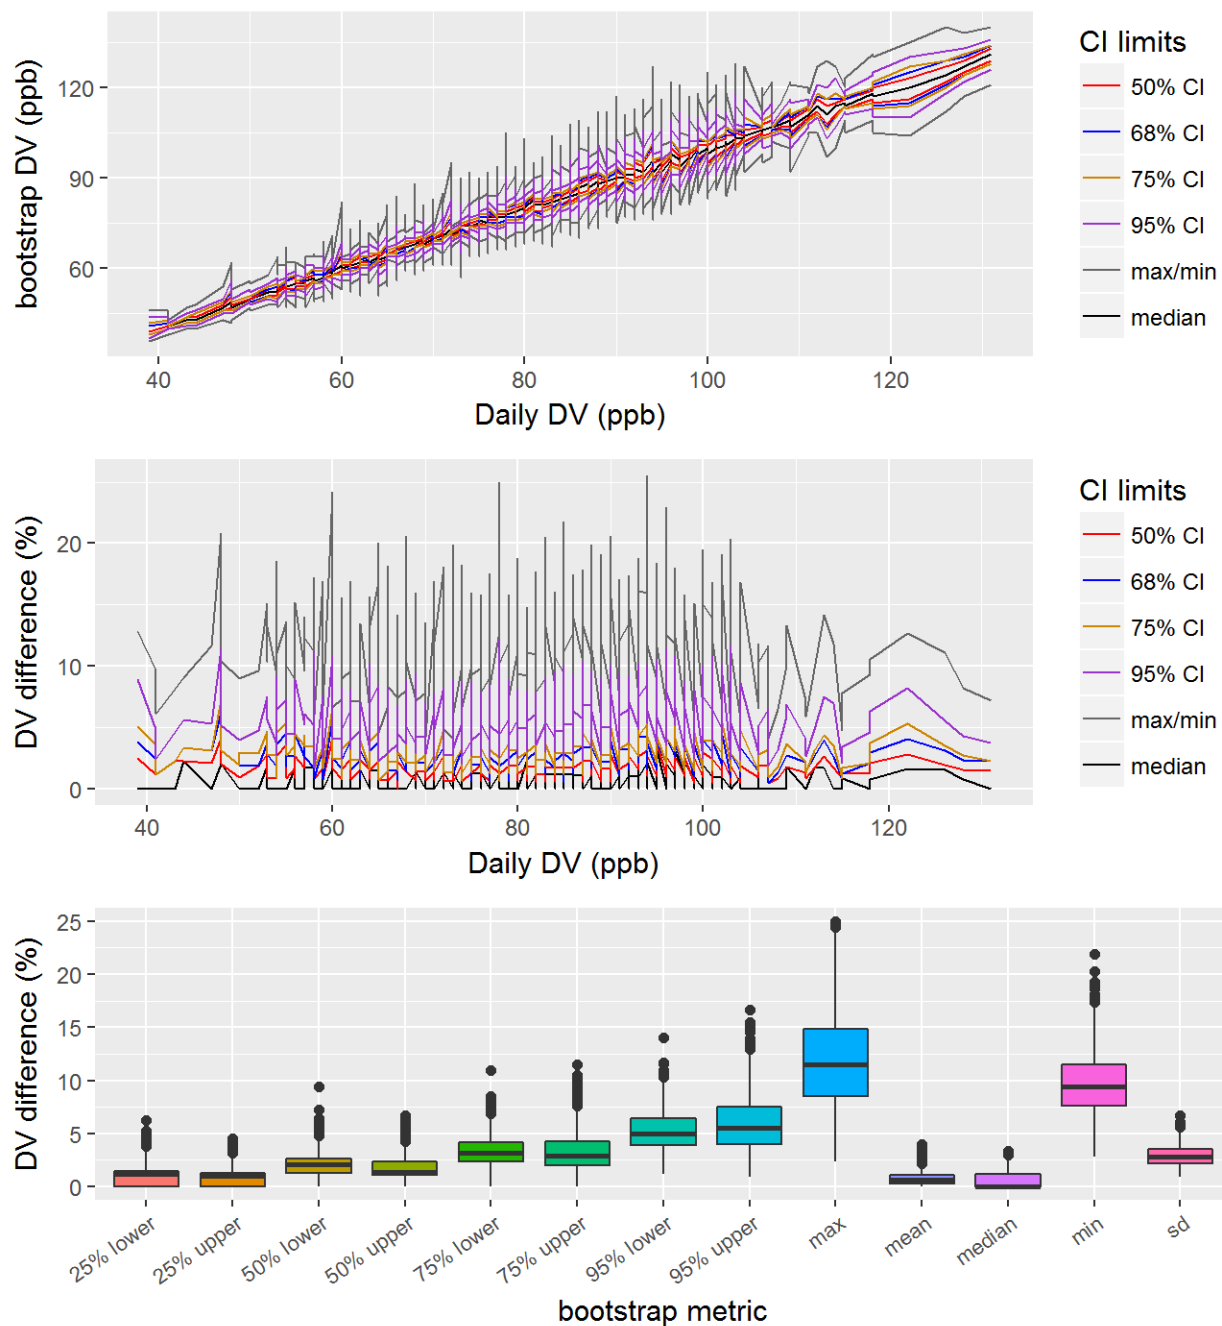 bootstrap DV (ppb)
120
90
60
40
60
80
100
120
Daily DV (ppb)
CI limits
50% CI
68% CI
75% CI
95% CI
max/min
median
DV difference (%)
20
10
0
40
60
80
100
120
Daily DV (ppb)
CI limits
50% CI
68% CI
75% CI
95% CI
max/min
median
DV difference (%)
25
20
15
10
5
0
25% lower
25% upper
50% lower
50% upper
75% lower
75% upper
95% lower
95% upper
max
mean
median
min
sd
bootstrap metric